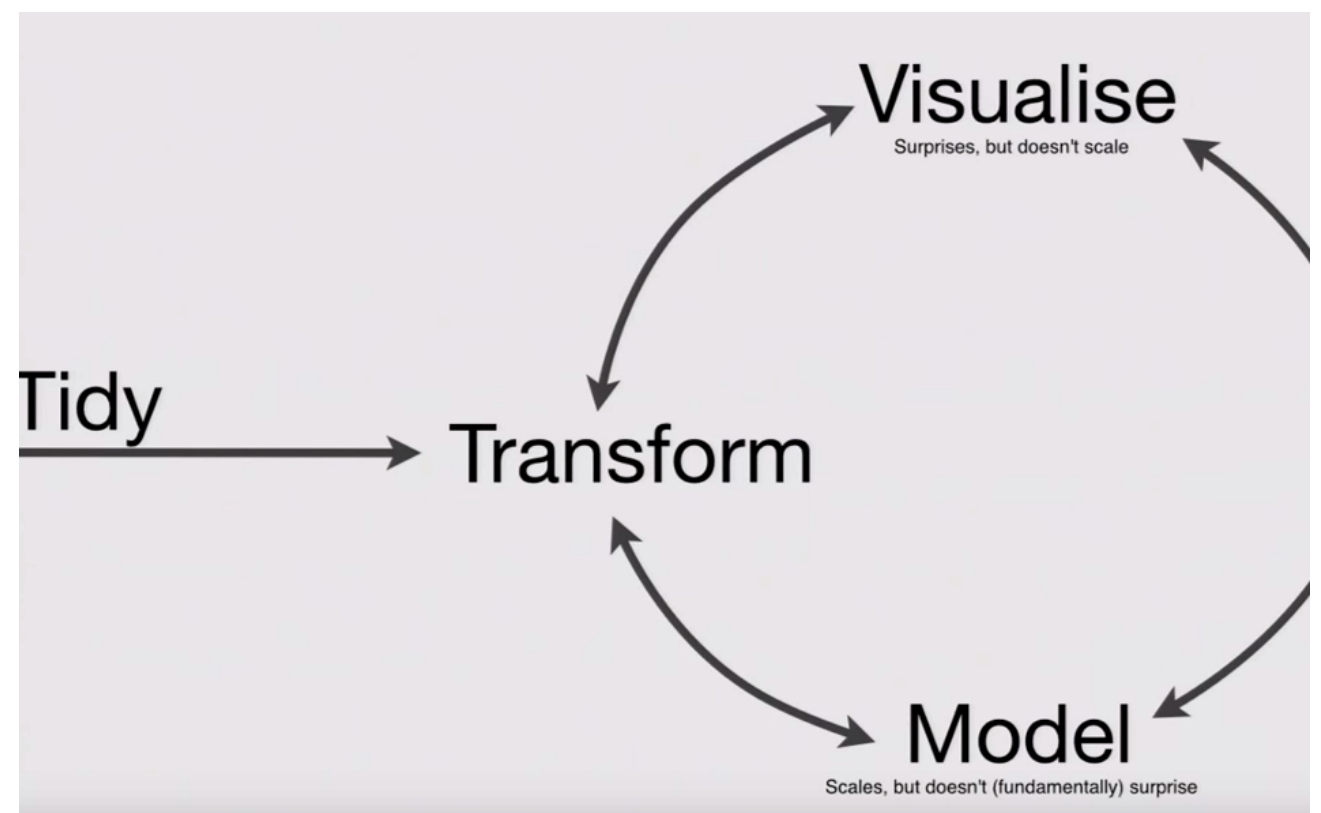 Visualise
Surprises, but doesn't scale
Tidy
Transform
Model
Scales, but doesn't (fundamentally) surprise